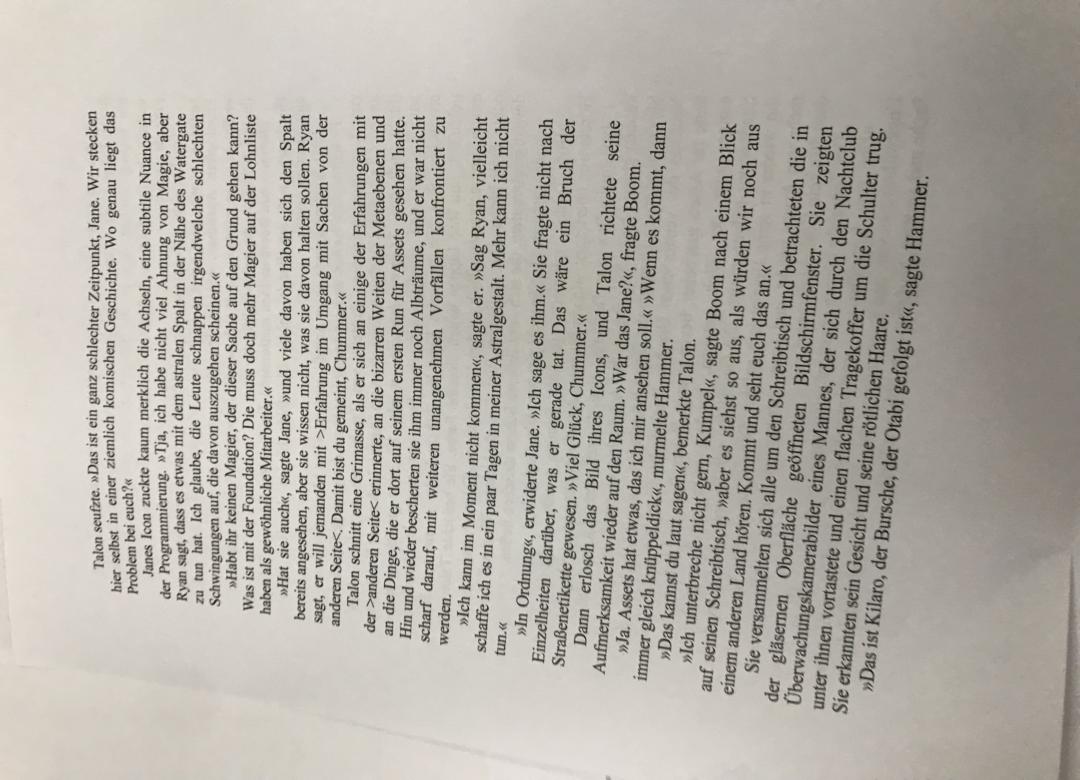 Talon seufzte. »Das ist ein ganz schlechter Zeitpunkt, Jane. Wir stecken
hier selbst in einer ziemlich komischen Geschichte. Wo genau liegt das
Problem bei euch?«
Janes Icon zuckte kaum merklich die Achseln, eine subtile Nuance in
der Programmierung. »Tja, ich habe nicht viel Ahnung von Magie, aber
Ryan sagt, dass es etwas mit dem astralen Spalt in der Nähe des Watergate
zu tun hat. Ich glaube, die Leute schnappen irgendwelche schlechten
Schwingungen auf, die davon auszugehen scheinen.«
»Habt ihr keinen Magier, der dieser Sache auf den Grund gehen kann?
Was ist mit der Foundation? Die muss doch mehr Magier auf der Lohnliste
haben als gewöhnliche Mitarbeiter.«
»Hat sie auch«, sagte Jane, »und viele davon haben sich den Spalt
bereits angesehen, aber sie wissen nicht, was sie davon halten sollen. Ryan
sagt, er will jemanden mit >Erfahrung im Umgang mit Sachen von der
anderen Seite<. Damit bist du gemeint, Chummer.«
Talon schnitt eine Grimasse, als er sich an einige der Erfahrungen mit
der >anderen Seite< erinnerte, an die bizarren Weiten der Metaebenen und
an die Dinge, die er dort auf seinem ersten Run für Assets gesehen hatte.
Hin und wieder bescherten sie ihm immer noch Albträume, und er war nicht
scharf darauf, mit weiteren unangenehmen Vorfällen konfrontiert zu
werden.
»Ich kann im Moment nicht kommen«, sagte er. »Sag Ryan, vielleicht
schaffe ich es in ein paar Tagen in meiner Astralgestalt. Mehr kann ich nicht
tun.«
»In Ordnung«, erwiderte Jane. »Ich sage es ihm.« Sie fragte nicht nach
Einzelheiten darüber, was er gerade tat. Das wäre ein Bruch der
Straßenetikette gewesen. »Viel Glück, Chummer.«
Dann erlosch das Bild ihres Icons, und Talon richtete seine
Aufmerksamkeit wieder auf den Raum. »War das Jane?«, fragte Boom.
»Ja. Assets hat etwas, das ich mir ansehen soll.« »Wenn es kommt, dann
immer gleich knüppeldick«, murmelte Hammer.
»Das kannst du laut sagen«, bemerkte Talon.
»Ich unterbreche nicht gern, Kumpel«, sagte Boom nach einem Blick
auf seinen Schreibtisch, »aber es siehst so aus, als würden wir noch aus
einem anderen Land hören. Kommt und seht euch das an.«
Sie versammelten sich alle um den Schreibtisch und betrachteten die in
der gläsernen Oberfläche geöffneten Bildschirmfenster. Sie zeigten
Überwachungskamerabilder eines Mannes, der sich durch den Nachtclub
unter ihnen vortastete und einen flachen Tragekoffer um die Schulter trug.
Sie erkannten sein Gesicht und seine rötlichen Haare.
»Das ist Kilaro, der Bursche, der Otabi gefolgt ist«, sagte Hammer.